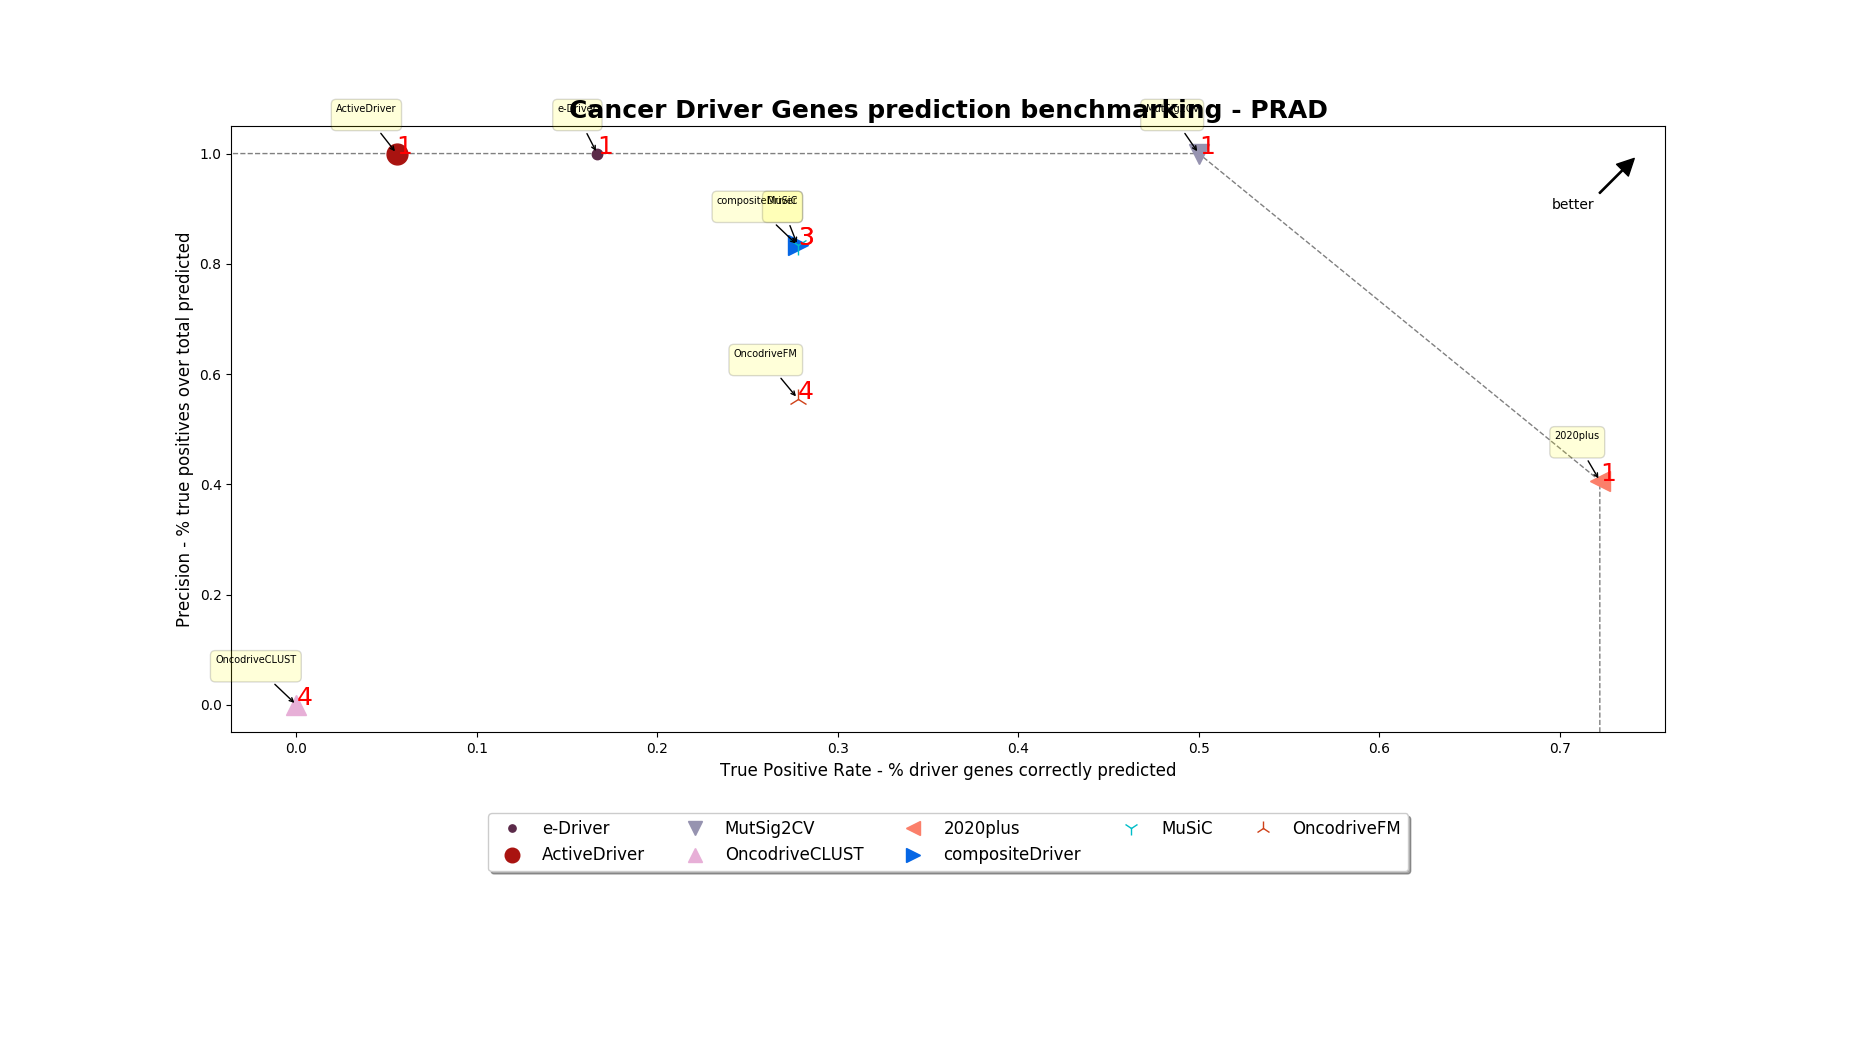 Cancer Driver Genes prediction benchmarking - PRAD
ActiveDriver
e-Driver
MutSig2CV
1
1
1
better
compositeDriver
MuSiC
3
OncodriveFM
4
2020plus
1
OncodriveCLUST
4
Precision - % true positives over total predicted
1.0
0.8
0.6
0.4
0.2
0.0
0.0 0.1 0.2 0.3 0.4 0.5 0.6 0.7
True Positive Rate - % driver genes correctly predicted
e-Driver MutSig2CV 2020plus MuSiC OncodriveFM
ActiveDriver OncodriveCLUST compositeDriver